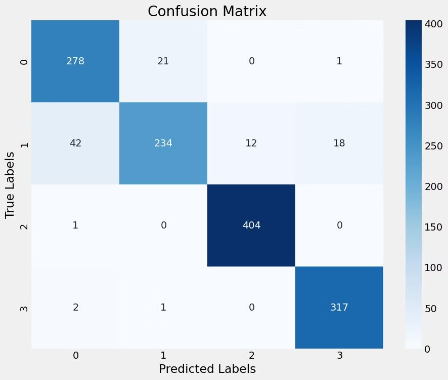 Confusion Matrix
True Labels
0 278 21 0 1
1 42 234 12 18
2 1 0 404 0
3 2 1 0 317
0 1 2 3
Predicted Labels
400
350
300
250
200
150
100
50
0